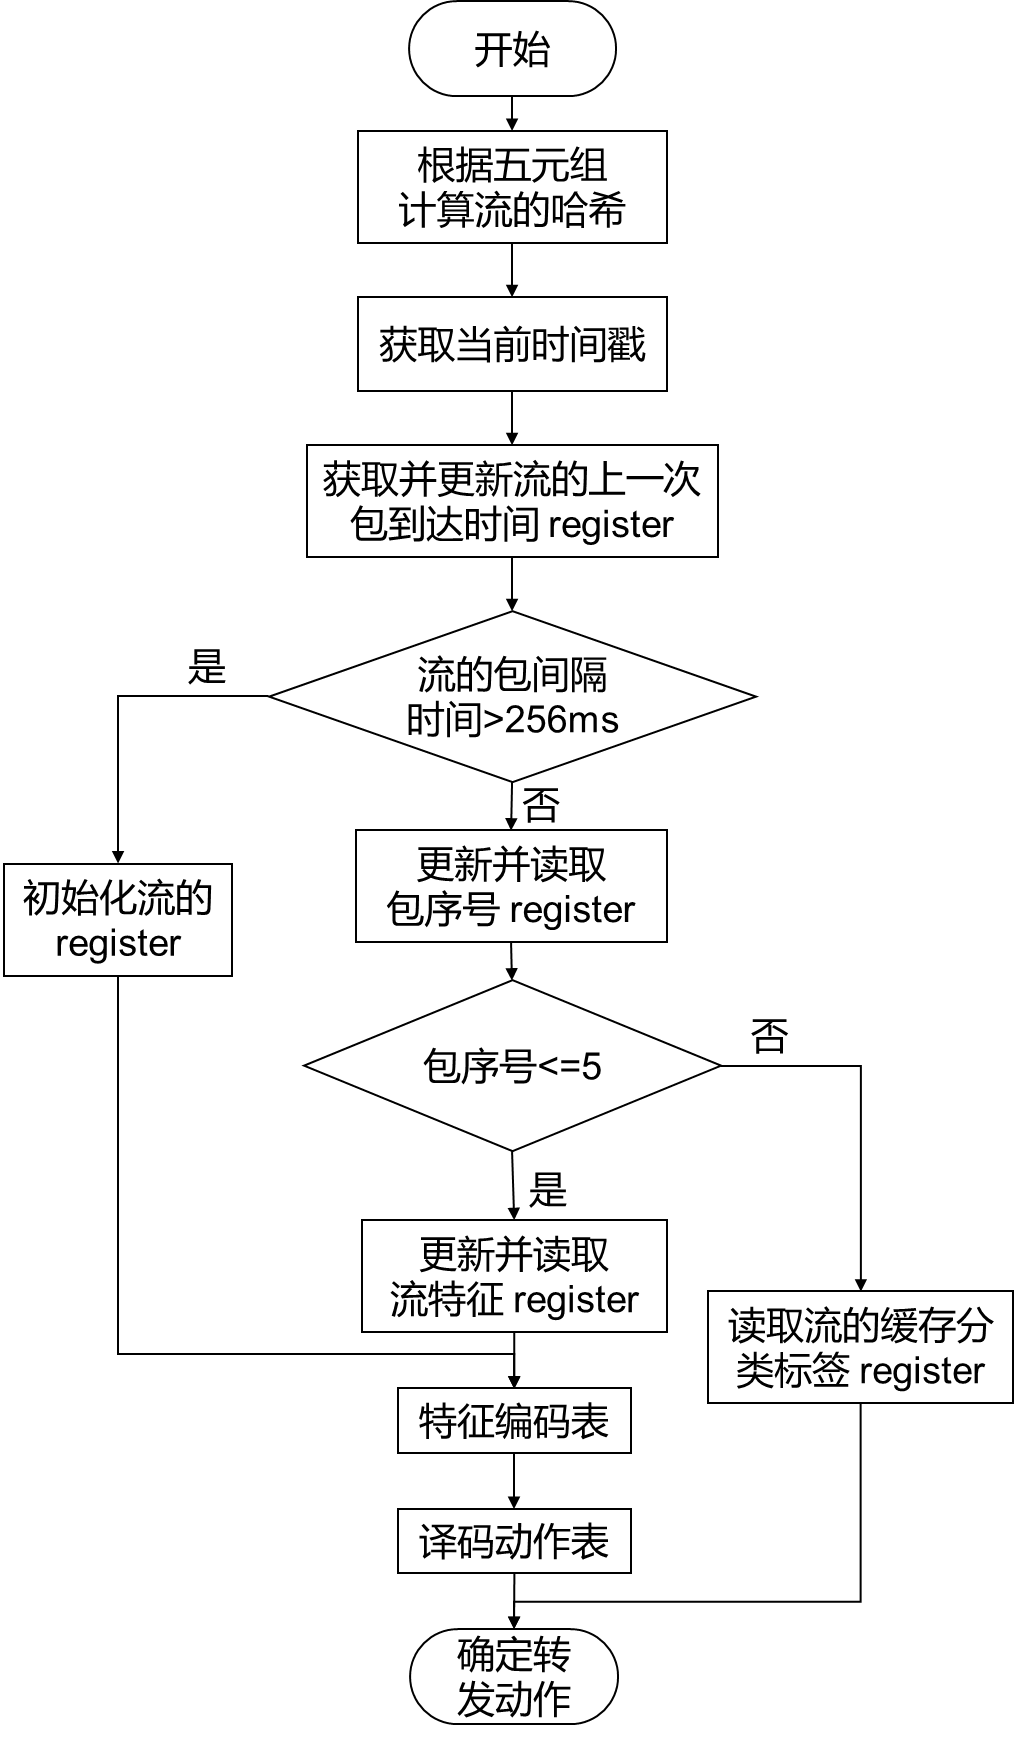 开始
根据五元组
计算流的哈希
获取当前时间戳
获取并更新流的上一次
包到达时间 register
流的包间隔
时间>256ms
是
否
初始化流的
register
更新并读取
包序号 register
包序号<=5
否
是
更新并读取
流特征 register
读取流的缓存分
类标签 register
特征编码表
译码动作表
确定转
发动作